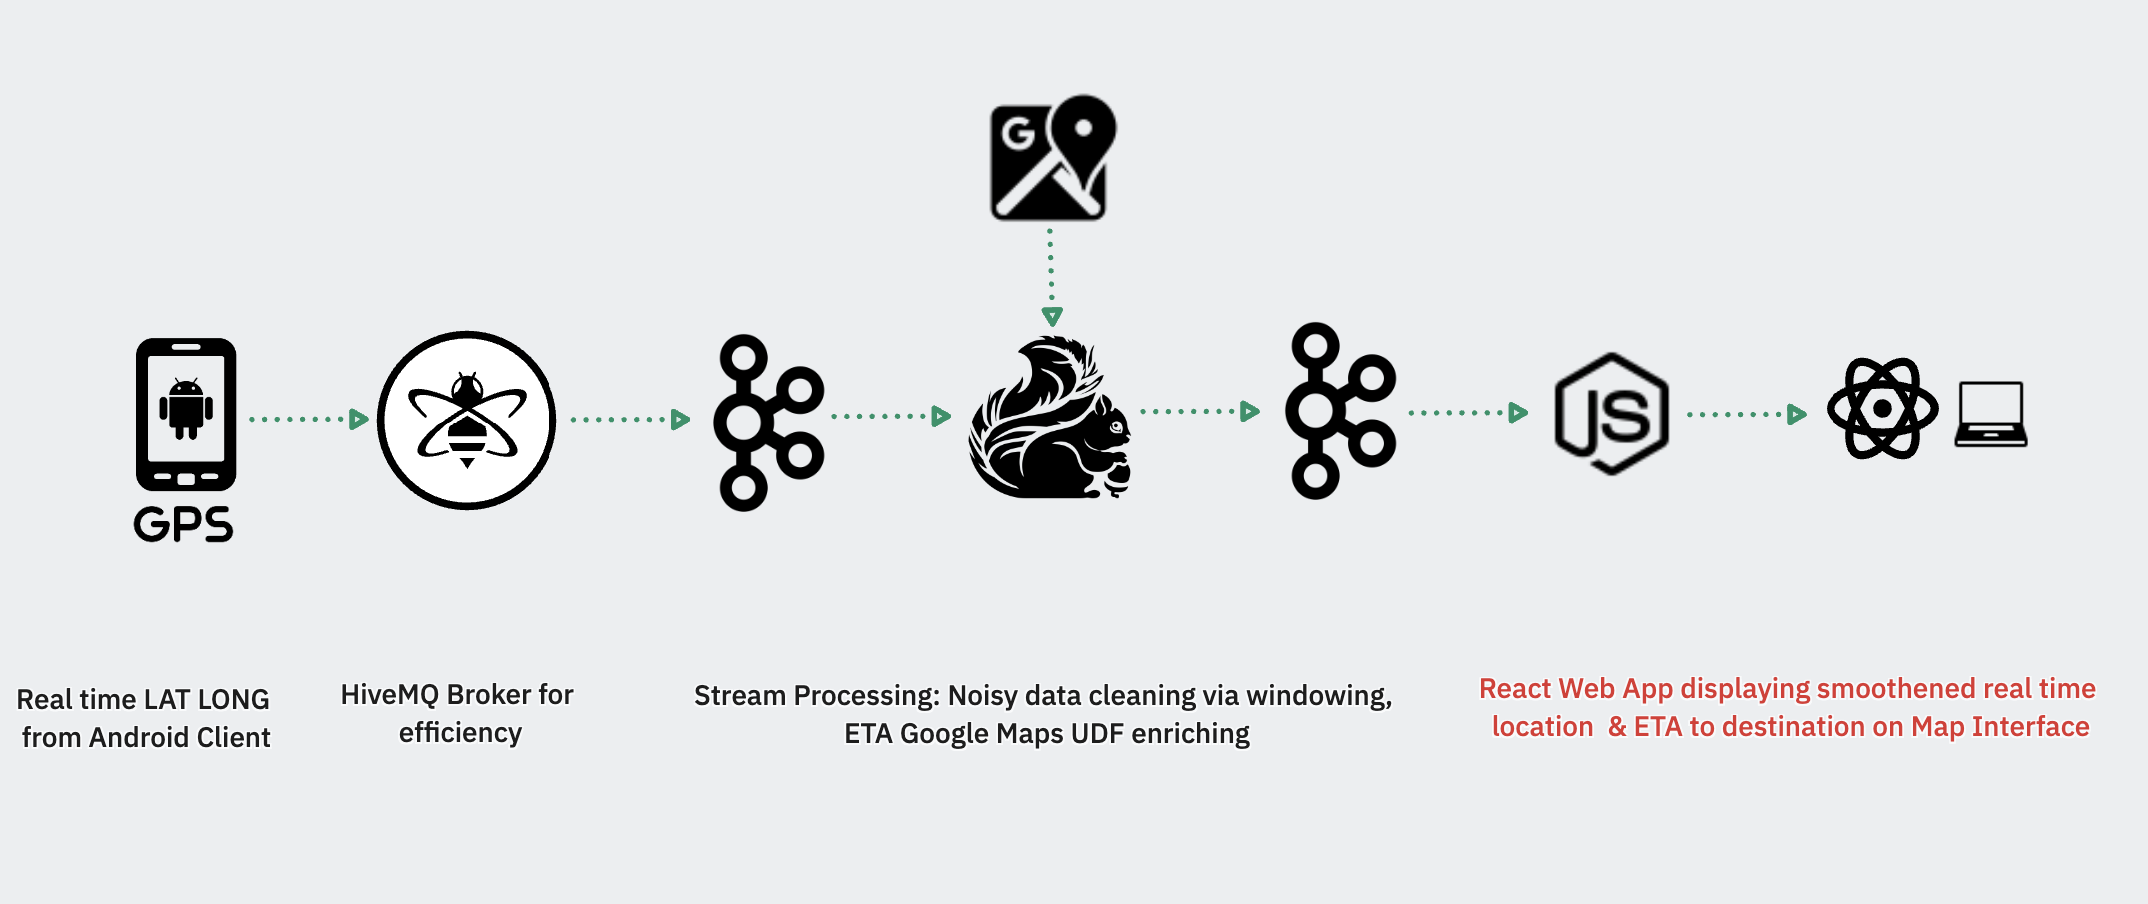 G
GPS
JS
Real time LAT LONG
from Android Client
HiveMQ Broker for
efficiency
Stream Processing: Noisy data cleaning via windowing,
ETA Google Maps UDF enriching
React Web App displaying smoothened real time
location & ETA to destination on Map Interface